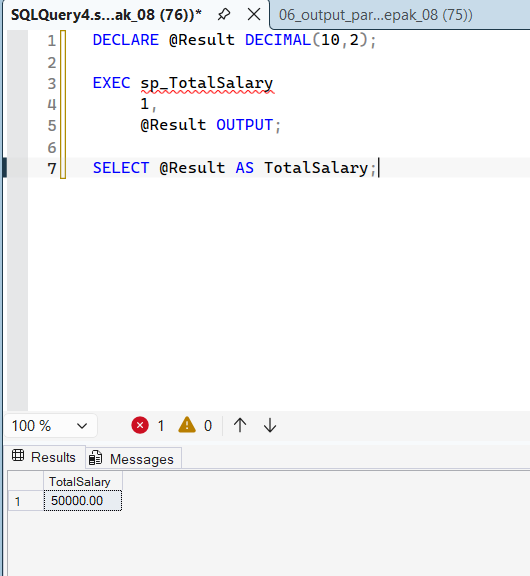 SQLQuery4.s...ak_08 (76))*
06_output_par...epak_08 (75))
1 DECLARE @Result DECIMAL(10,2);
2
3 EXEC sp_TotalSalary
4 1,
5 @Result OUTPUT;
6
7 SELECT @Result AS TotalSalary;
100 %
1
0
Results
Messages
TotalSalary
1 50000.00